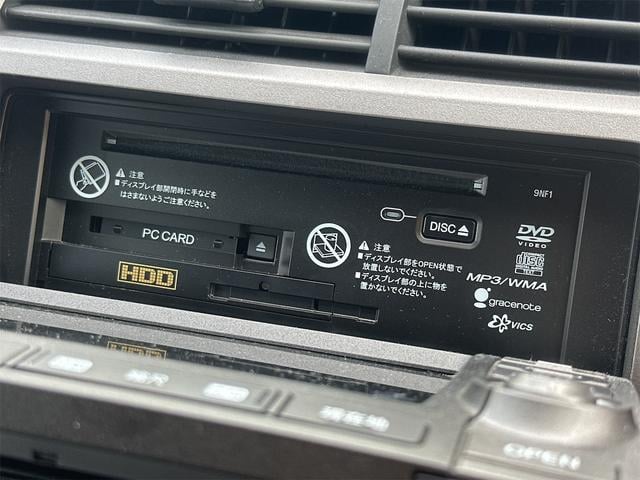 9NF1
⚠ 注意
■ディスプレイ部開閉時に手などを
はさまないようご注意ください。
DISC
DVD
VIDEO
PC CARD
⚠ 注意
■ディスプレイ部をOPEN状態で
放置しないでください。
■ディスプレイ部の上に物を
置かないでください。
MP3/WMA
gracenote
VICS
HDD
HDD
現在地
OPEN